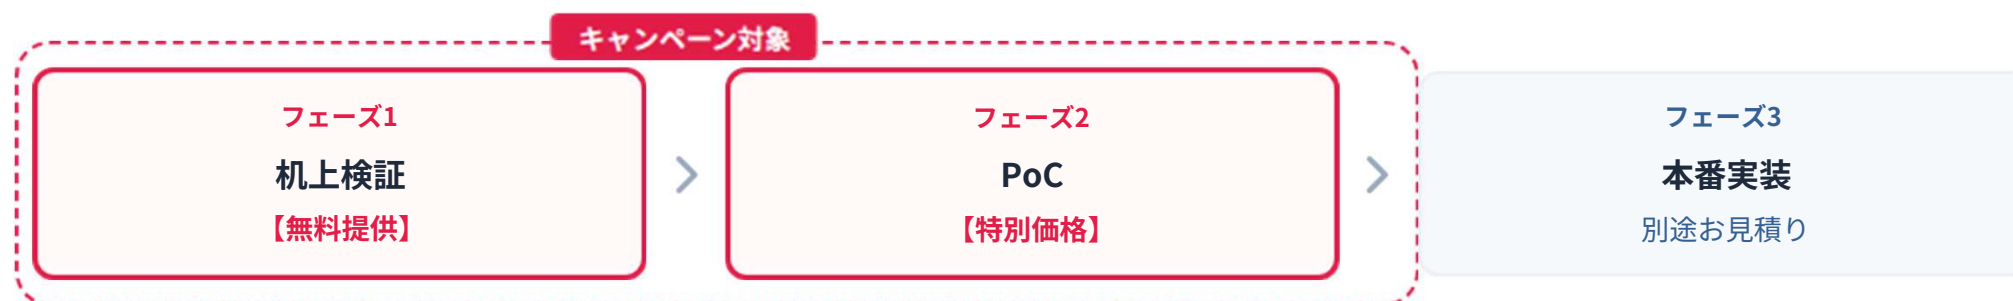 キャンペーン対象
フェーズ1
机上検証
【無料提供】
フェーズ2
PoC
【特別価格】
フェーズ3
本番実装
別途お見積り